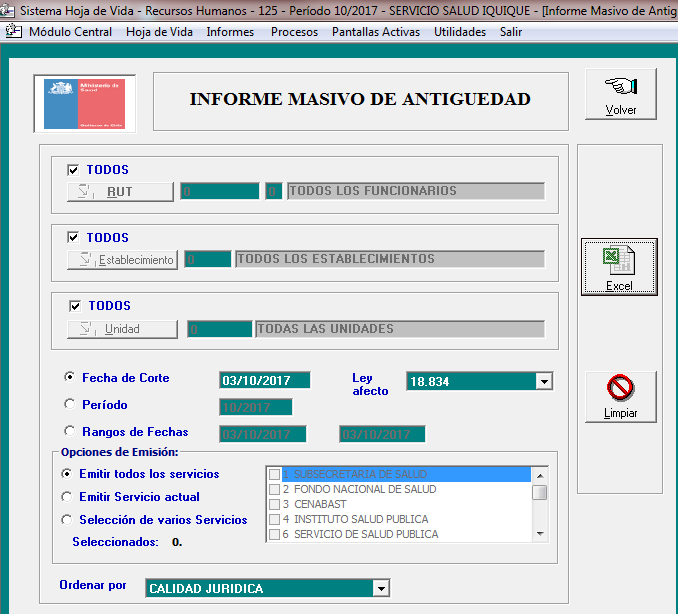 Sistema Hoja de Vida - Recursos Humanos - 125 - Período 10/2017 - SERVICIO SALUD IQUIQUE - [Informe Masivo de Antig
Módulo Central Hoja de Vida Informes Procesos Pantallas Activas Utilidades Salir
Ministerio de
Salud
Gobierno de Chile
INFORME MASIVO DE ANTIGUEDAD
Volver
TODOS
RUT 0 0 TODOS LOS FUNCIONARIOS
TODOS
Establecimiento 0 TODOS LOS ESTABLECIMIENTOS
Excel
TODOS
Unidad 0 TODAS LAS UNIDADES
Fecha de Corte 03/10/2017 Ley afecto 18.834
Período 10/2017
Limpiar
Rangos de Fechas 03/10/2017 03/10/2017
Opciones de Emisión:
Emitir todos los servicios
Emitir Servicio actual
Selección de varios Servicios
Seleccionados: 0.
1 SUBSECRETARIA DE SALUD
2 FONDO NACIONAL DE SALUD
3 CENABAST
4 INSTITUTO SALUD PUBLICA
6 SERVICIO DE SALUD PUBLICA
Ordenar por CALIDAD JURIDICA